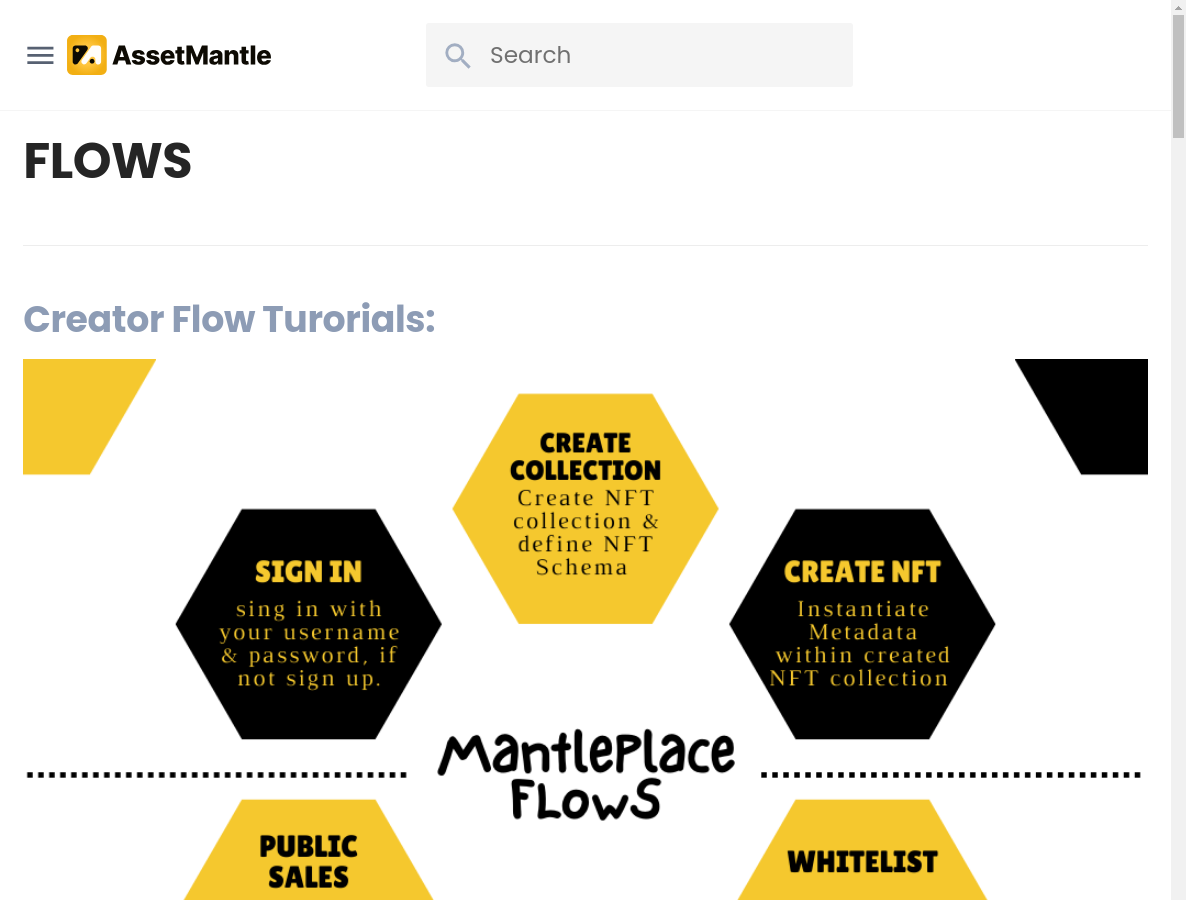 AssetMantle
Search
FLOWS
Creator Flow Turorials:
CREATE
COLLECTION
Create NFT
collection &
define NFT
Schema
SIGN IN
sing in with
your username
& password, if
not sign up.
CREATE NFT
Instantiate
Metadata
within created
NFT collection
MantlePlace
FLowS
PUBLIC
SALES
WHITELIST